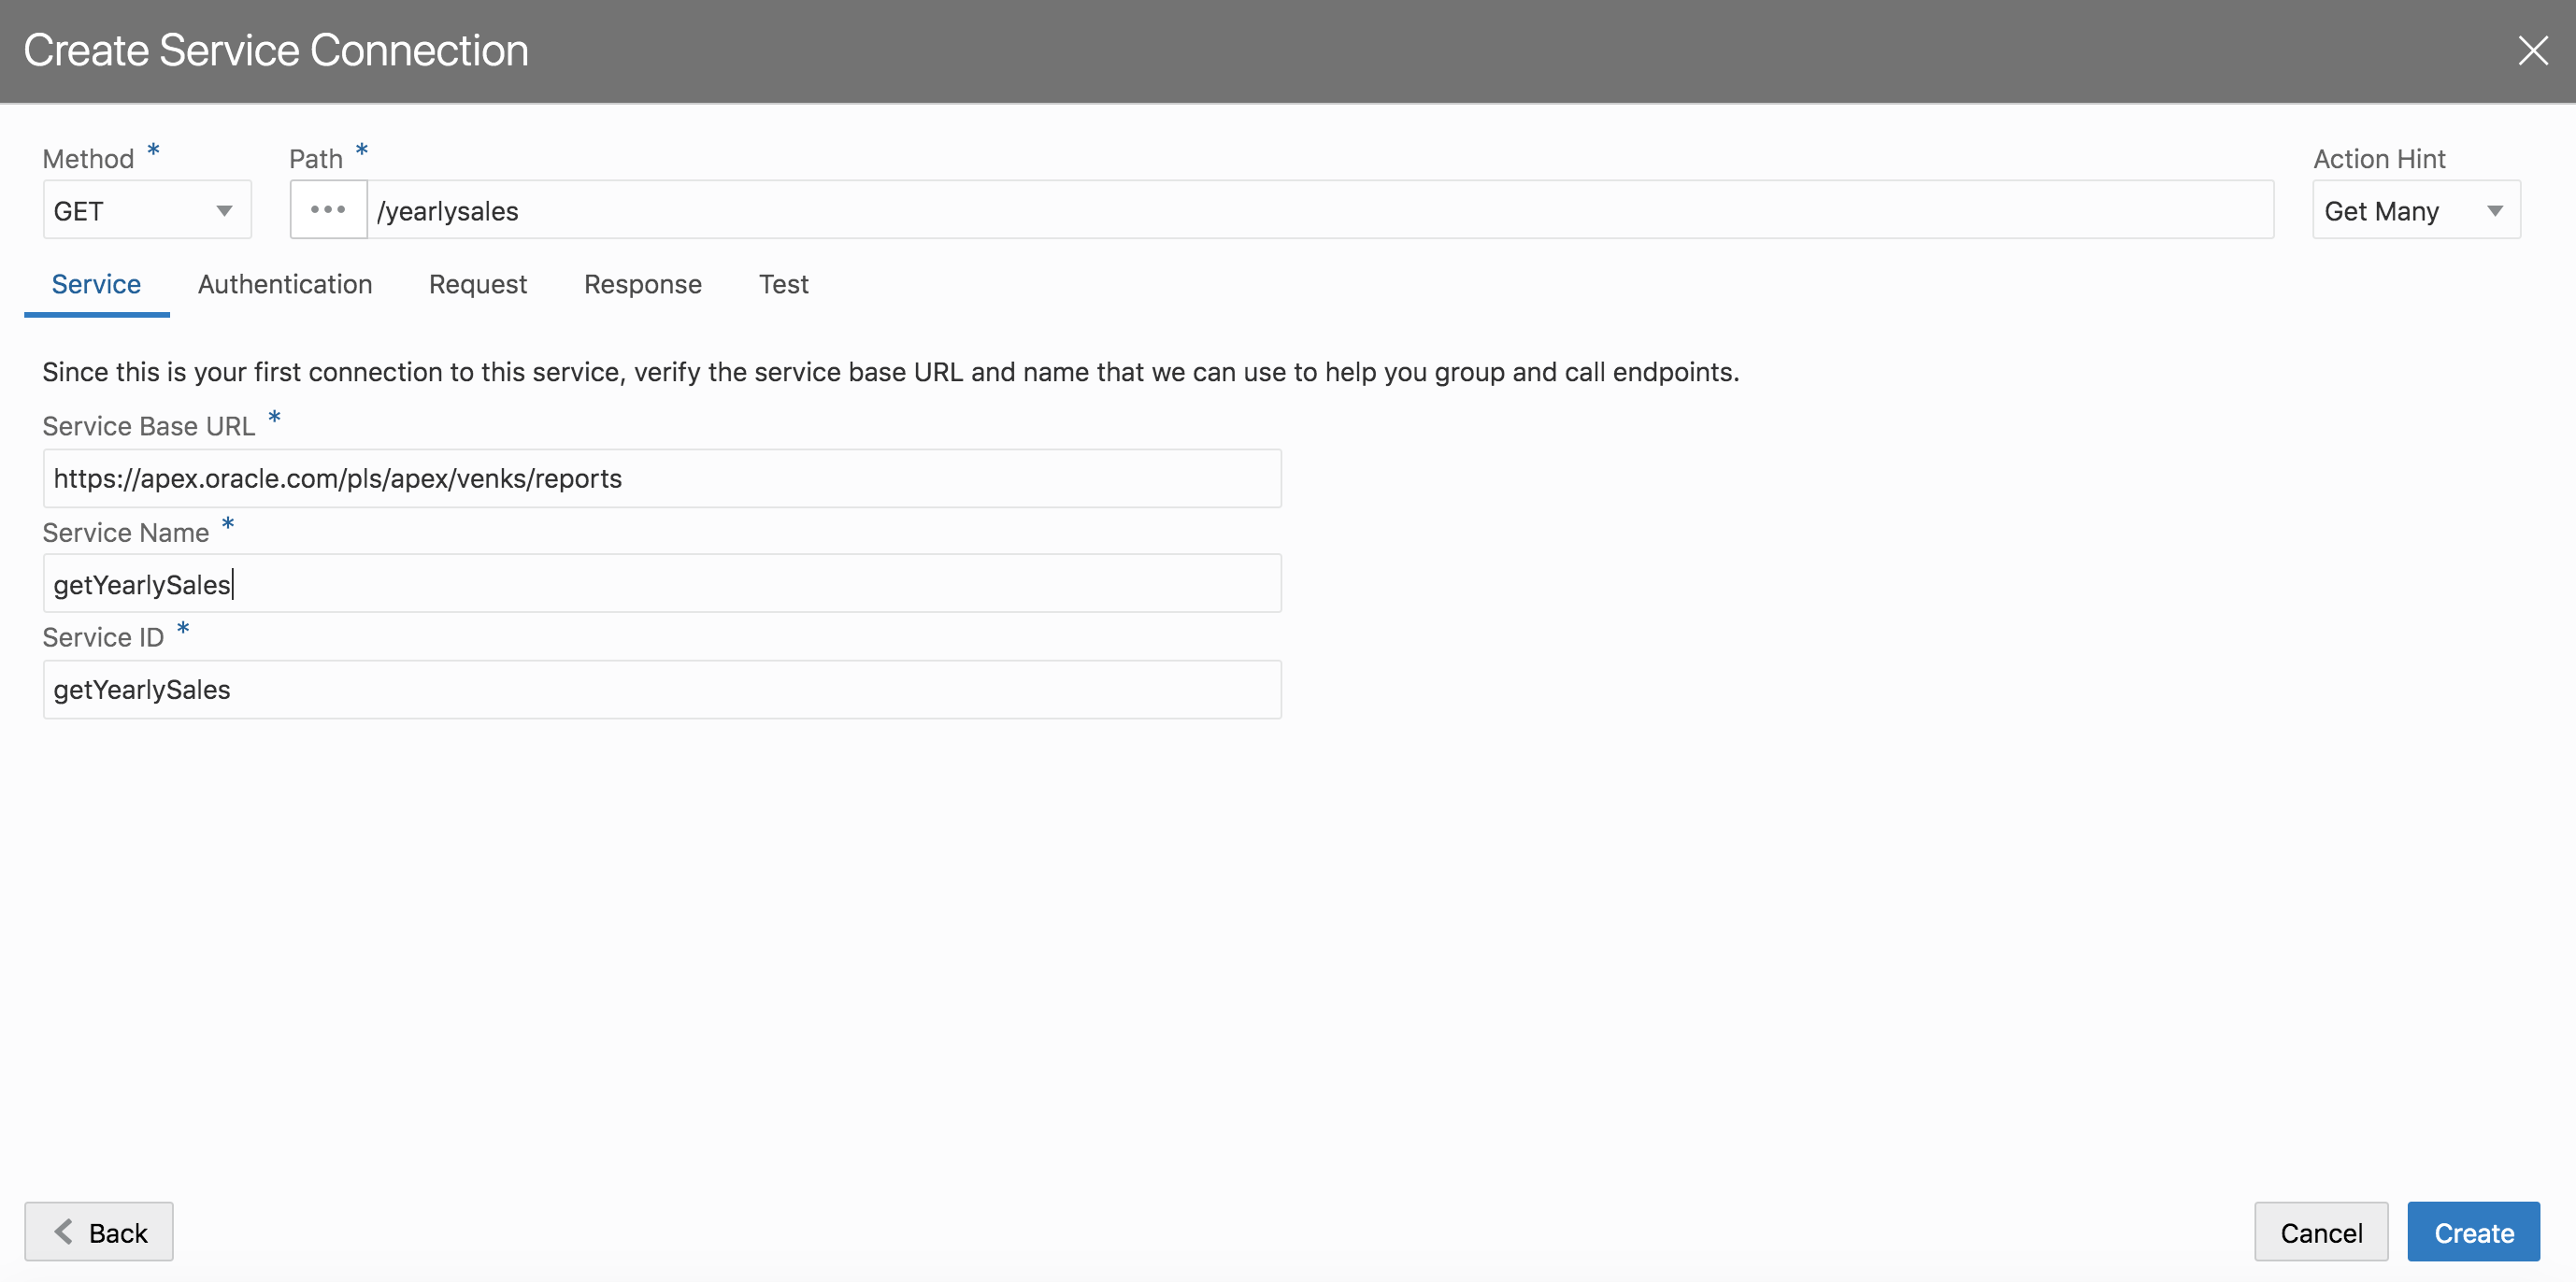 Create Service Connection
Method * Path * Action Hint
GET /yearlysales Get Many
Service Authentication Request Response Test
Since this is your first connection to this service, verify the service base URL and name that we can use to help you group and call endpoints.
Service Base URL *
https://apex.oracle.com/pls/apex/venks/reports
Service Name *
getYearlySales
Service ID *
getYearlySales
Back Cancel Create